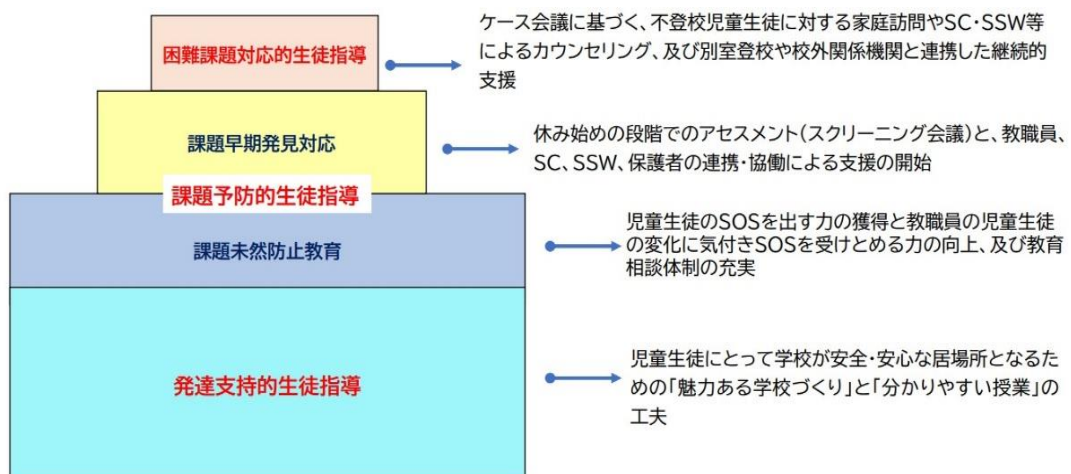 困難課題対応的生徒指導
ケース会議に基づく、不登校児童生徒に対する家庭訪問やSC・SSW等
によるカウンセリング、及び別室登校や校外関係機関と連携した継続的
支援
課題早期発見対応
休み始めの段階でのアセスメント(スクリーニング会議)と、教職員、
SC、SSW、保護者の連携・協働による支援の開始
課題予防的生徒指導
課題未然防止教育
児童生徒のSOSを出す力の獲得と教職員の児童生徒
の変化に気付きSOSを受けとめる力の向上、及び教育
相談体制の充実
発達支持的生徒指導
児童生徒にとって学校が安全・安心な居場所となるた
めの「魅力ある学校づくり」と「分かりやすい授業」の
工夫